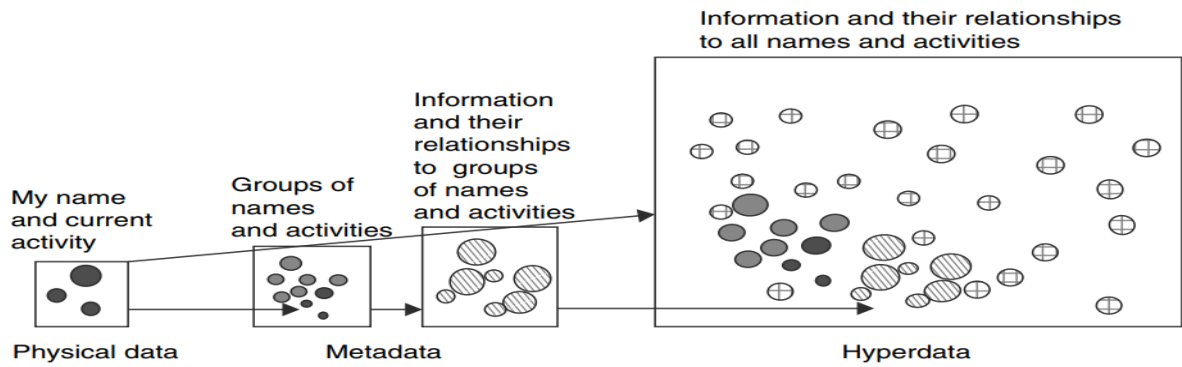 My name
and current
activity
Groups of
names
and activities
Information
and their
relationships
to groups
of names
and activities
Information and their relationships
to all names and activities
Physical data
Metadata
Hyperdata